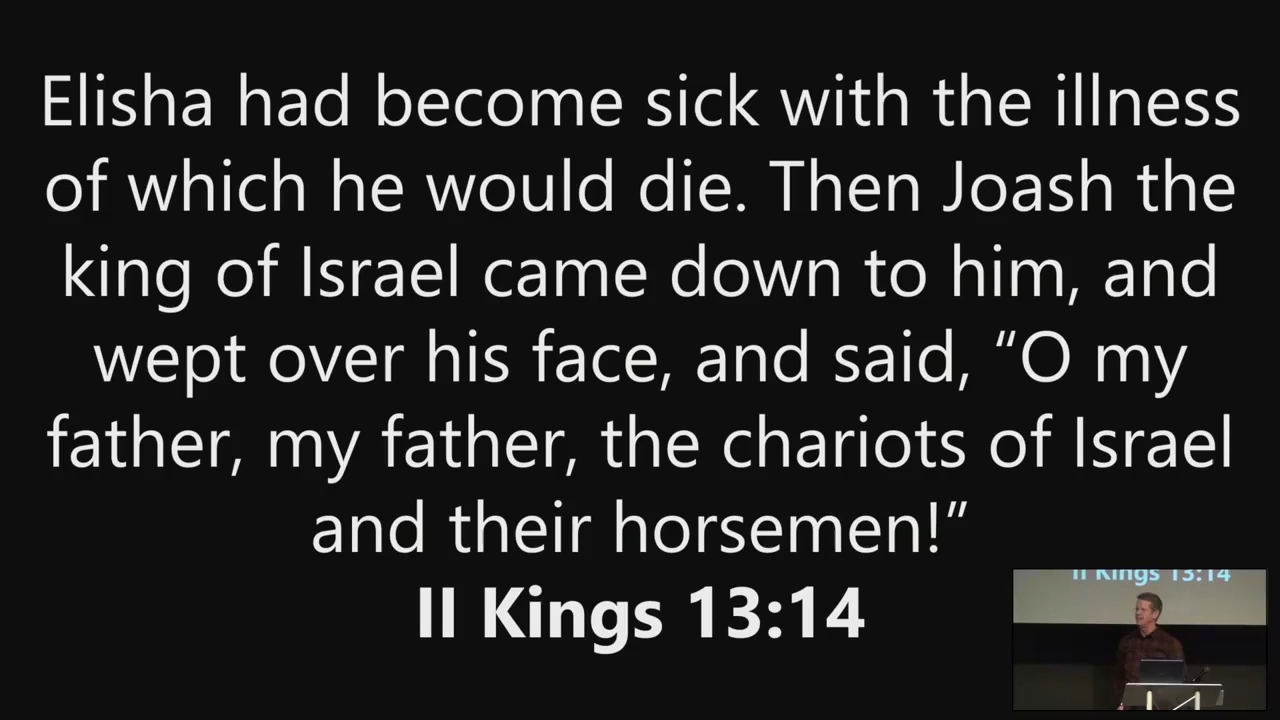 Elisha had become sick with the illness
of which he would die. Then Joash the
king of Israel came down to him, and
wept over his face, and said, “O my
father, my father, the chariots of Israel
and their horsemen!”
II Kings 13:14
II Kings 13:14